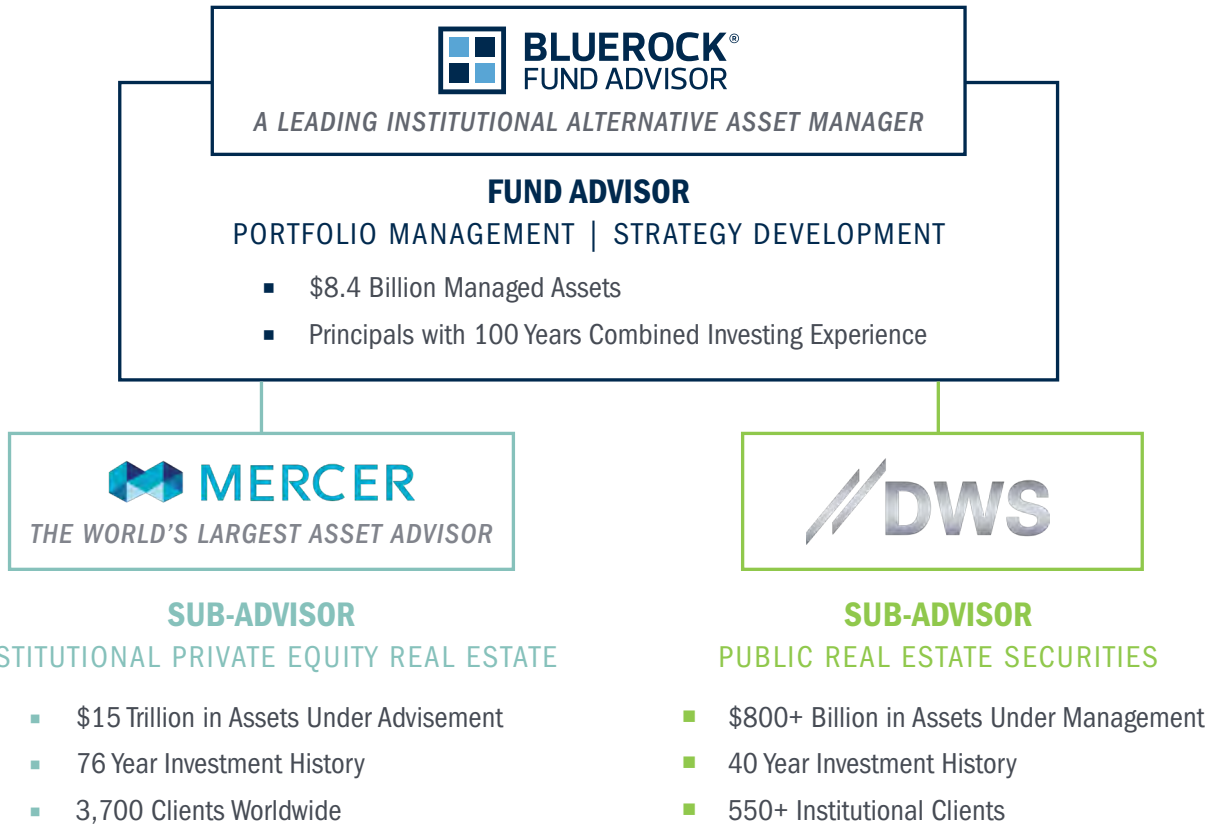 BLUEROCK®
FUND ADVISOR
A LEADING INSTITUTIONAL ALTERNATIVE ASSET MANAGER
FUND ADVISOR
PORTFOLIO MANAGEMENT | STRATEGY DEVELOPMENT
▪ $8.4 Billion Managed Assets
▪ Principals with 100 Years Combined Investing Experience
MERCER
THE WORLD'S LARGEST ASSET ADVISOR
SUB-ADVISOR
STITUTIONAL PRIVATE EQUITY REAL ESTATE
▪ $15 Trillion in Assets Under Advisement
▪ 76 Year Investment History
▪ 3,700 Clients Worldwide
DWS
SUB-ADVISOR
PUBLIC REAL ESTATE SECURITIES
▪ $800+ Billion in Assets Under Management
▪ 40 Year Investment History
▪ 550+ Institutional Clients